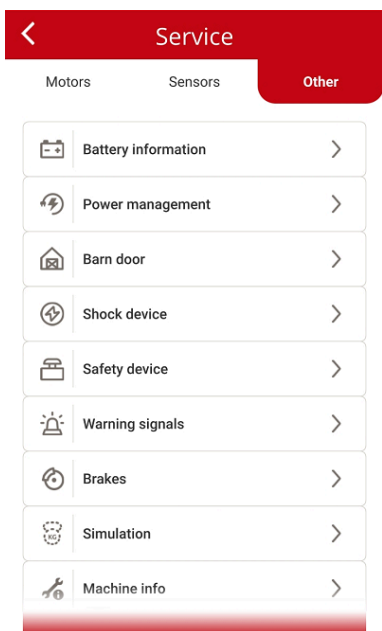 Service
Motors Sensors Other
Battery information
Power management
Barn door
Shock device
Safety device
Warning signals
Brakes
KG
Simulation
Machine info